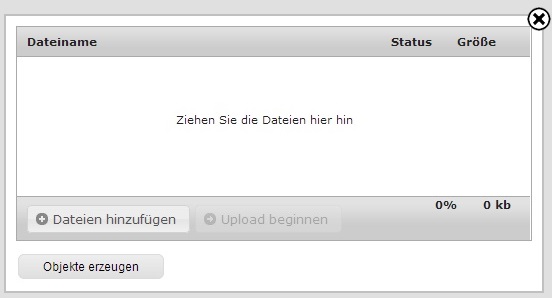 Dateiname Status Größe
Ziehen Sie die Dateien hier hin
Dateien hinzufügen Upload beginnen 0% 0 kb
Objekte erzeugen